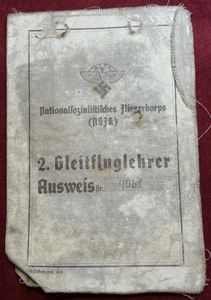 Nationalsozialistisches Fliegerkorps
(NSFK)
2. Gleitfluglehrer
Ausweis Nr. 4061